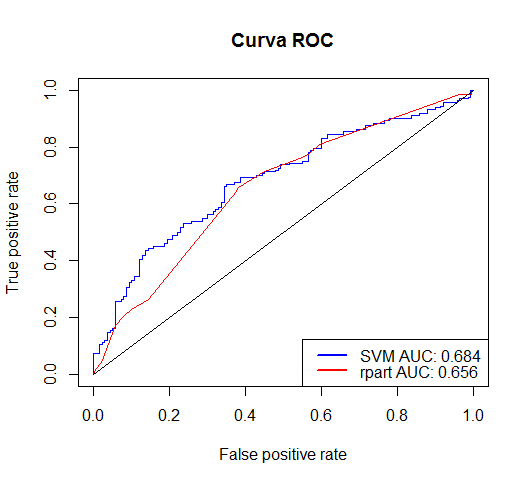 Curva ROC
True positive rate
1.0
0.8
0.6
0.4
0.2
0.0
SVM AUC: 0.684
rpart AUC: 0.656
0.0 0.2 0.4 0.6 0.8 1.0
False positive rate